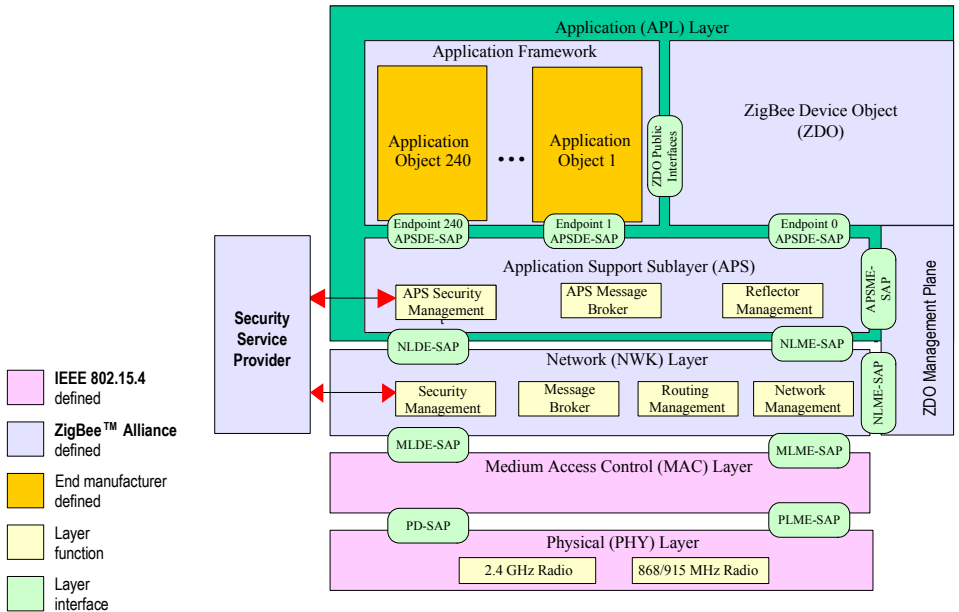 Application (APL) Layer
Application Framework
ZigBee Device Object
(ZDO)
Application
Object 240
...
Application
Object 1
ZDO Public
Interfaces
Endpoint 240
APSDE-SAP
Endpoint 1
APSDE-SAP
Endpoint 0
APSDE-SAP
Application Support Sublayer (APS)
APS Security
Management
APS Message
Broker
Reflector
Management
APSME-
SAP
Security
Service
Provider
ZDO Management Plane
NLDE-SAP
NLME-SAP
Network (NWK) Layer
Security
Management
Message
Broker
Routing
Management
Network
Management
NLME-SAP
MLDE-SAP
MLME-SAP
Medium Access Control (MAC) Layer
PD-SAP
PLME-SAP
Physical (PHY) Layer
2.4 GHz Radio
868/915 MHz Radio
IEEE 802.15.4
defined
ZigBee™ Alliance
defined
End manufacturer
defined
Layer
function
Layer
interface